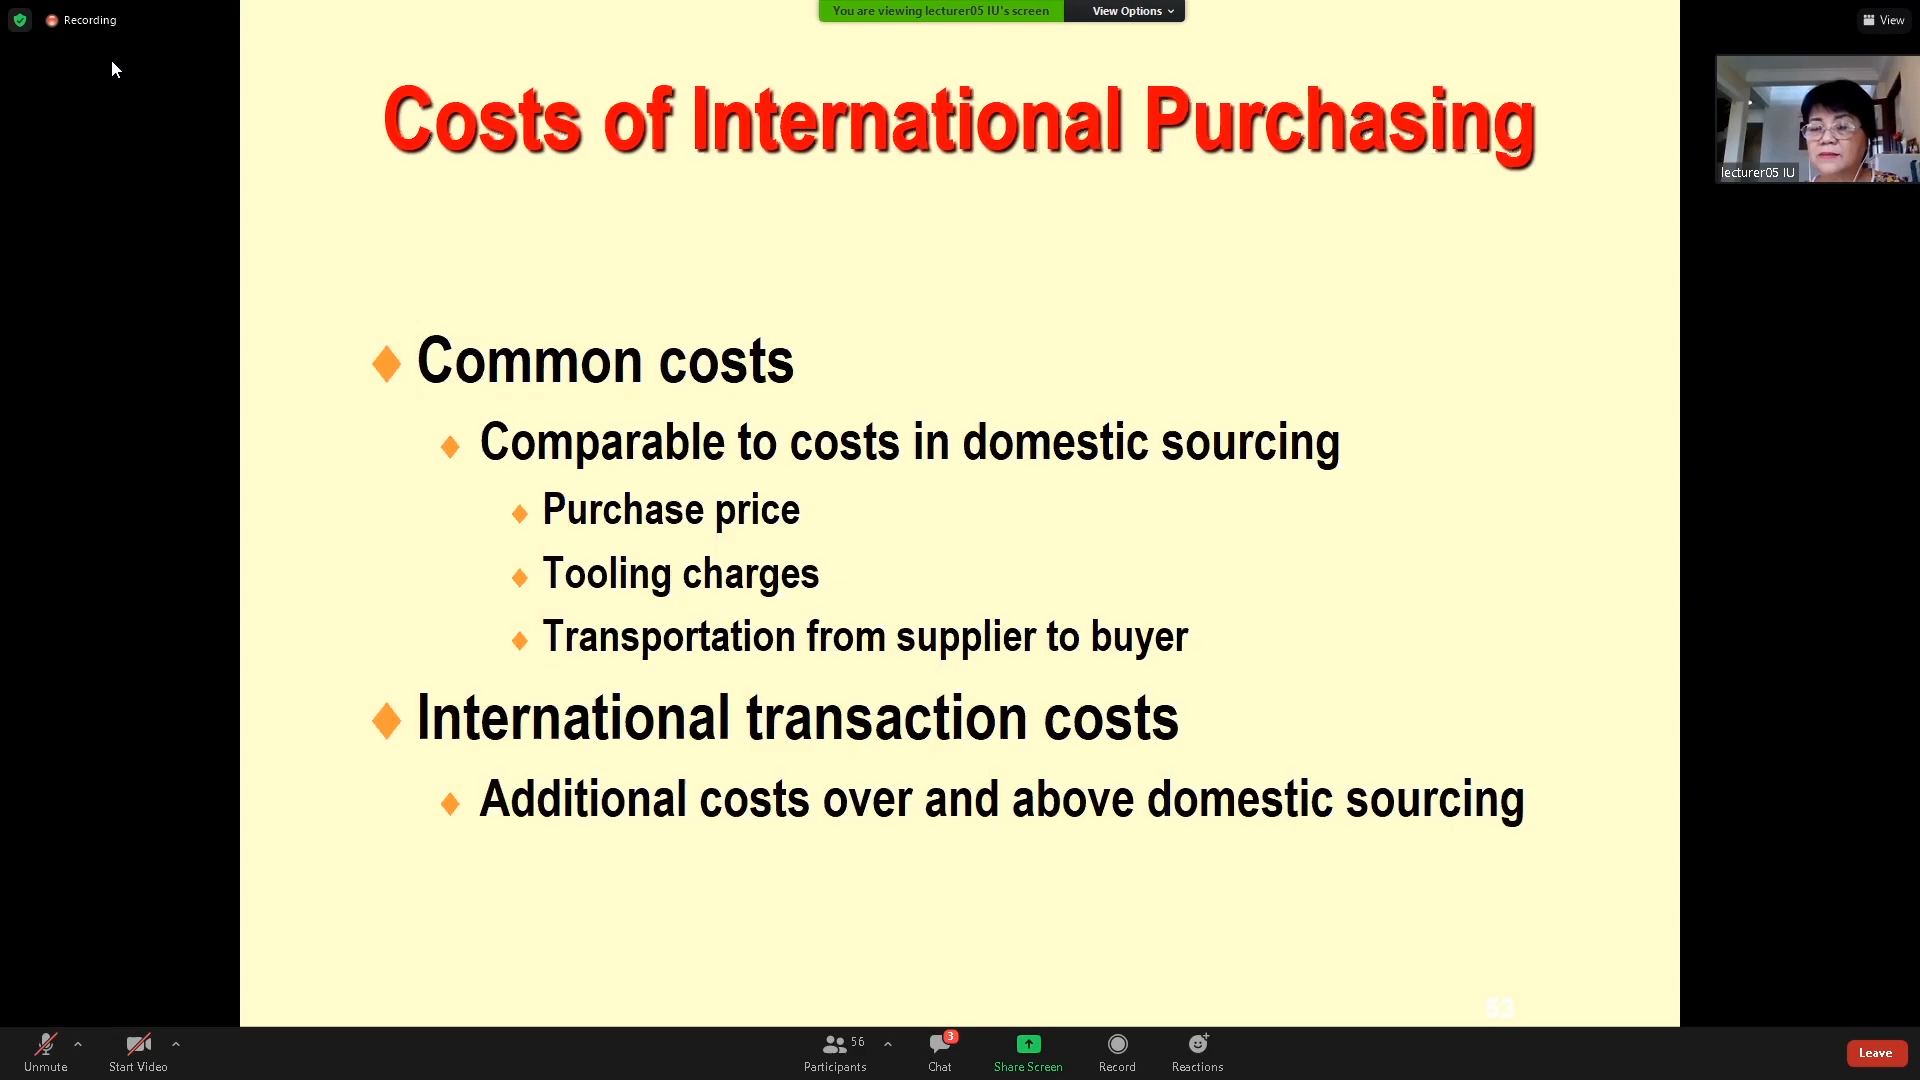 Recording
You are viewing lecturer05 IU's screen
View Options
View
Costs of International Purchasing
lecturer05 IU
Common costs
Comparable to costs in domestic sourcing
Purchase price
Tooling charges
Transportation from supplier to buyer
International transaction costs
Additional costs over and above domestic sourcing
53
Unmute
Start Video
56
Participants
3
Chat
Share Screen
Record
Reactions
Leave